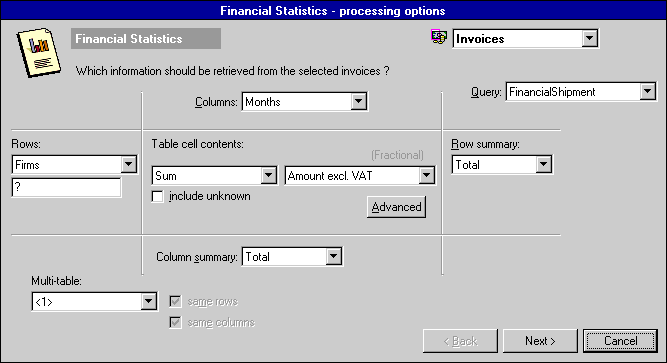 Financial Statistics - processing options
Financial Statistics
Invoices
Which information should be retrieved from the selected invoices ?
Query: FinancialShipment
Columns: Months
Rows:
Firms
?
Table cell contents:
(Fractional)
Sum
Amount excl. VAT
include unknown
Advanced
Row summary:
Total
Column summary: Total
Multi-table:
<1>
same rows
same columns
< Back
Next >
Cancel